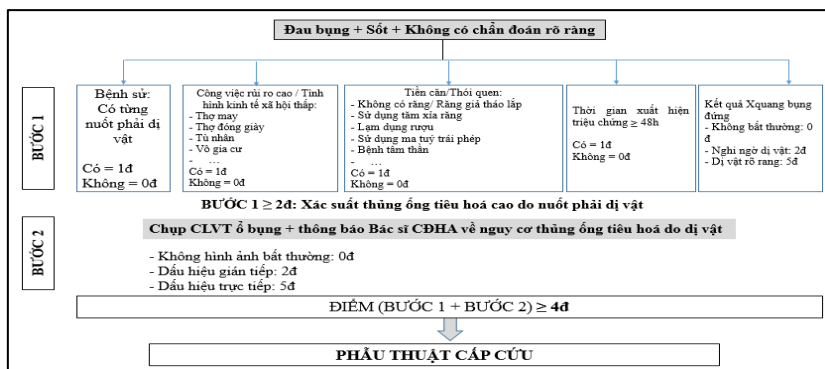 Đau bụng + Sốt + Không có chẩn đoán rõ ràng
BƯỚC 1
Bệnh sử:
Có từng
nuốt phải dị
vật
Có = 1đ
Không = 0đ
Công việc rủi ro cao / Tình
hình kinh tế xã hội thấp:
- Thợ may
- Thợ đóng giày
- Tù nhân
- Vô gia cư
- …
Có = 1đ
Không = 0đ
Tiền căn/Thói quen:
- Không có răng/ Răng giả tháo lắp
- Sử dụng tăm xỉa răng
- Lạm dụng rượu
- Sử dụng ma tuý trái phép
- Bệnh tâm thần
- …
Có = 1đ
Không = 0đ
Thời gian xuất hiện
triệu chứng ≥ 48h
Có = 1đ
Không = 0đ
Kết quả Xquang bụng
đứng
- Không bất thường: 0
đ
- Nghi ngờ dị vật: 2đ
- Dị vật rõ rang: 5đ
BƯỚC 1 ≥ 2đ: Xác suất thủng ống tiêu hoá cao do nuốt phải dị vật
BƯỚC 2
Chụp CLVT ổ bụng + thông báo Bác sĩ CĐHA về nguy cơ thủng ống tiêu hoá do dị vật
- Không hình ảnh bất thường: 0đ
- Dấu hiệu gián tiếp: 2đ
- Dấu hiệu trực tiếp: 5đ
ĐIỂM (BƯỚC 1 + BƯỚC 2) ≥ 4đ
PHẪU THUẬT CẤP CỨU